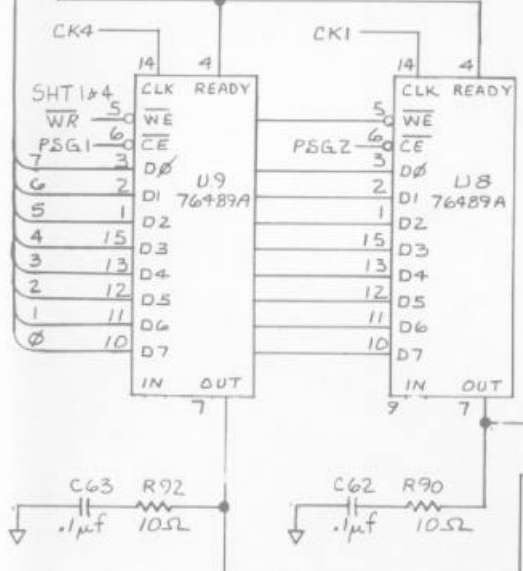 CK4 CK1
14 4 14 4
CLK READY CLK READY
SHT 1&4
5 WR WE 5 WE
PSG1 6 CE PSG2 6 CE
7 3 DØ 3 DØ
U9 U8
6 2 D1 76489A 2 D1 76489A
5 1 D2 1 D2
4 15 D3 15 D3
3 13 D4 13 D4
2 12 D5 12 D5
1 11 D6 11 D6
Ø 10 D7 10 D7
IN OUT IN OUT
7 9 7
C63 R92 C62 R90
.1µf 10Ω .1µf 10Ω